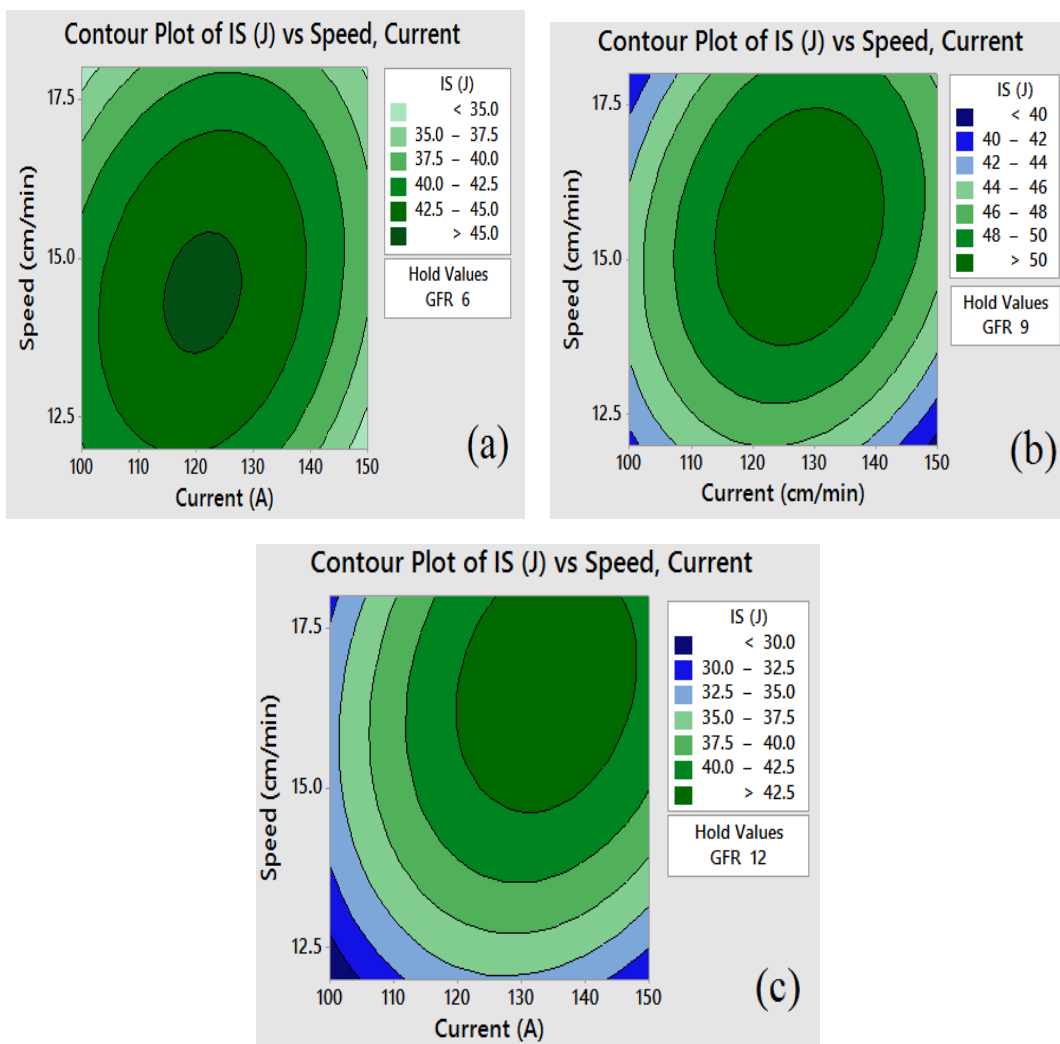 Contour Plot of IS (J) vs Speed, Current
17.5
15.0
12.5
Speed (cm/min)
100 110 120 130 140 150
Current (A)
IS (J)
< 35.0
35.0 – 37.5
37.5 – 40.0
40.0 – 42.5
42.5 – 45.0
> 45.0
Hold Values
GFR 6
(a)
Contour Plot of IS (J) vs Speed, Current
17.5
15.0
12.5
Speed (cm/min)
100 110 120 130 140 150
Current (cm/min)
IS (J)
< 40
40 – 42
42 – 44
44 – 46
46 – 48
48 – 50
> 50
Hold Values
GFR 9
(b)
Contour Plot of IS (J) vs Speed, Current
17.5
15.0
12.5
Speed (cm/min)
100 110 120 130 140 150
Current (A)
IS (J)
< 30.0
30.0 – 32.5
32.5 – 35.0
35.0 – 37.5
37.5 – 40.0
40.0 – 42.5
> 42.5
Hold Values
GFR 12
(c)